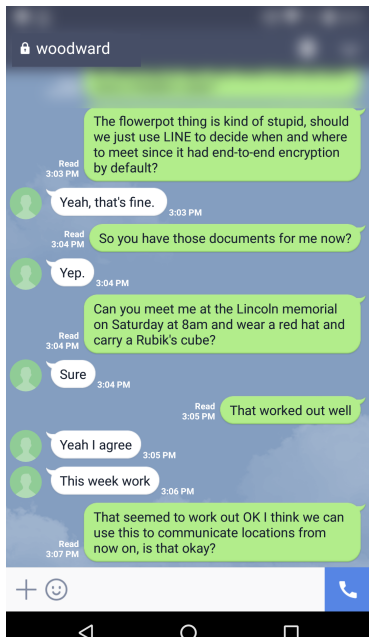 woodward
The flowerpot thing is kind of stupid, should
we just use LINE to decide when and where
to meet since it had end-to-end encryption
by default?
Read
3:03 PM
Yeah, that's fine.
3:03 PM
Read
3:04 PM
So you have those documents for me now?
Yep.
3:04 PM
Can you meet me at the Lincoln memorial
on Saturday at 8am and wear a red hat and
carry a Rubik's cube?
Read
3:04 PM
Sure
3:04 PM
Read
3:05 PM
That worked out well
Yeah I agree
3:05 PM
This week work
3:06 PM
That seemed to work out OK I think we can
use this to communicate locations from
now on, is that okay?
Read
3:07 PM